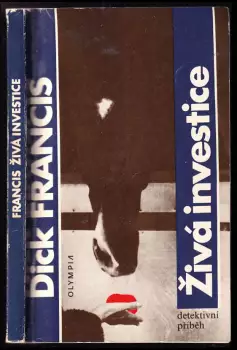 FRANCIS ŽIVÁ INVESTICE
Dick FRANCIS
OLYMPIA
Živá investice
detektivní
příběh